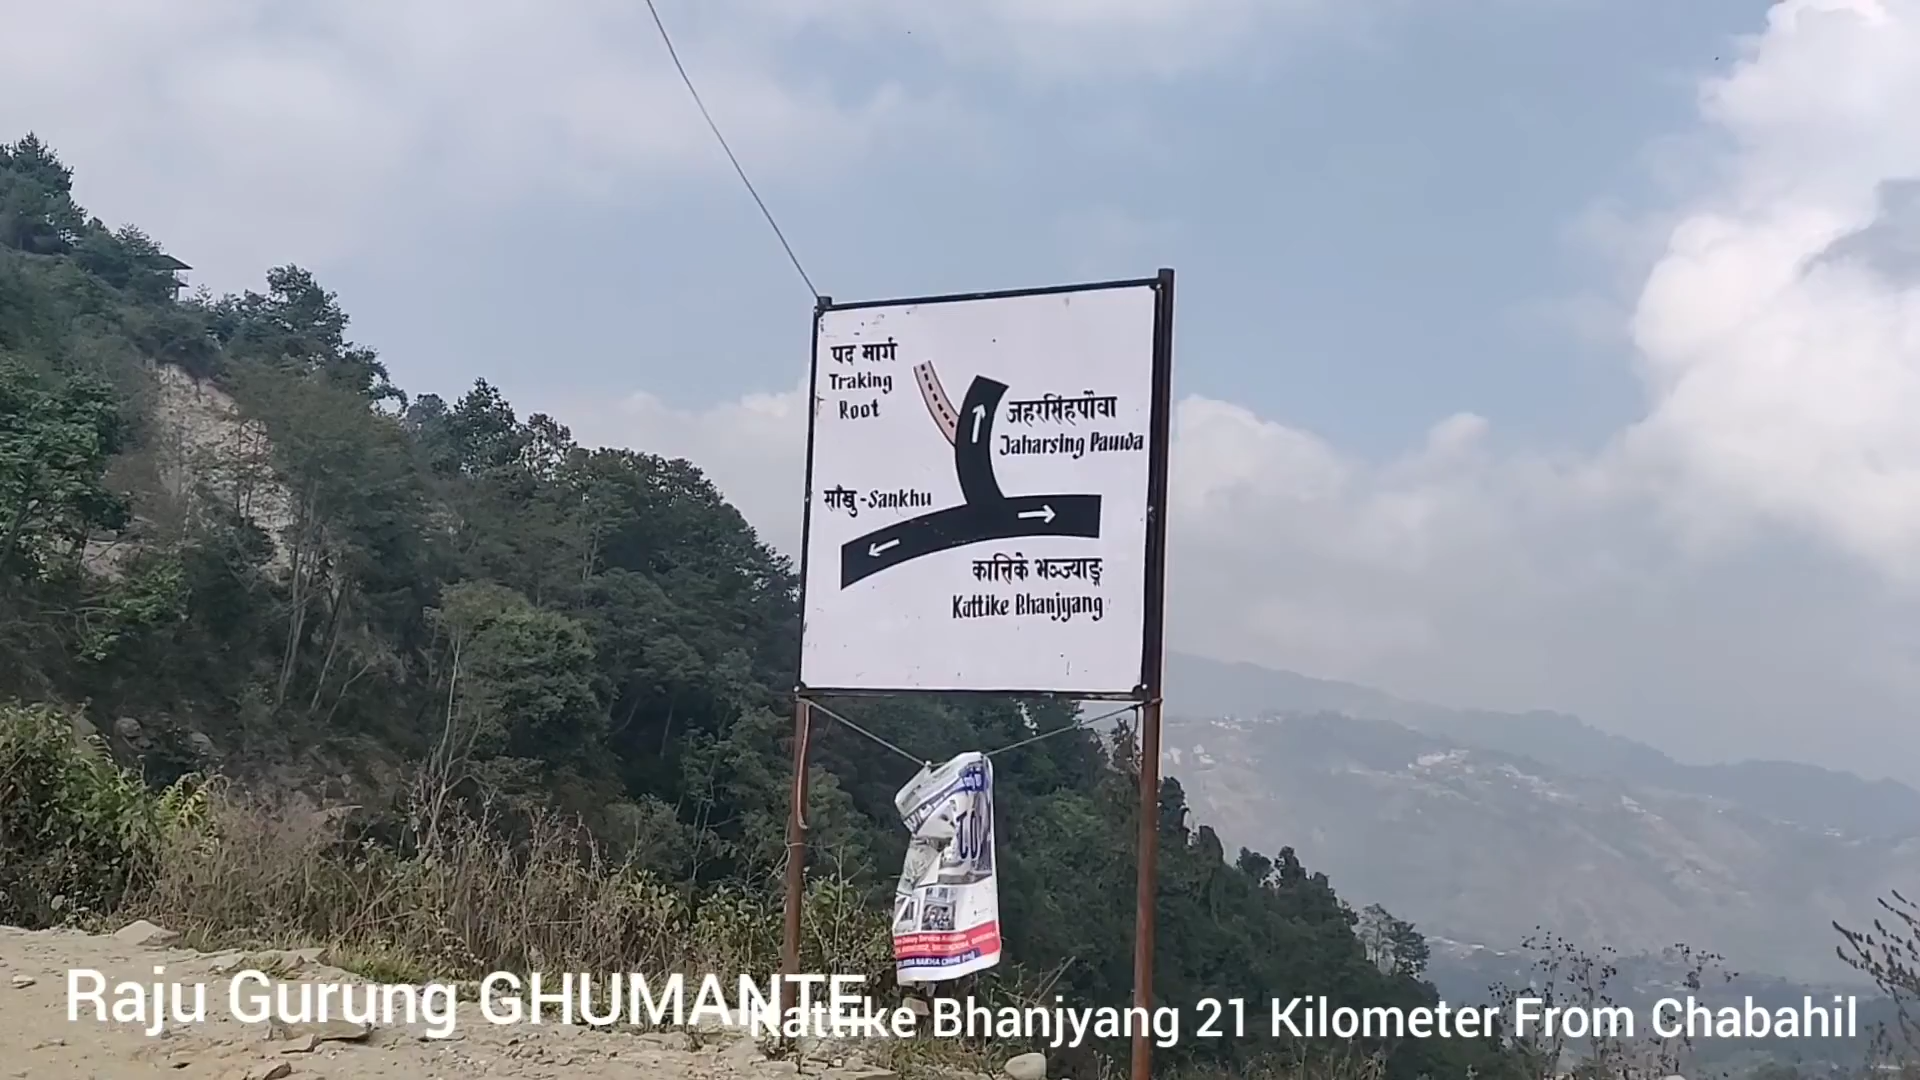 पद मार्ग
Traking
Root
जहरसिंहपौवा
Jaharsing Pauwa
साँखु-Sankhu
कात्तिके भञ्ज्याङ्ग
Kattike Bhanjyang
Raju Gurung GHUMANTE
Kattike Bhanjyang 21 Kilometer From Chabahil